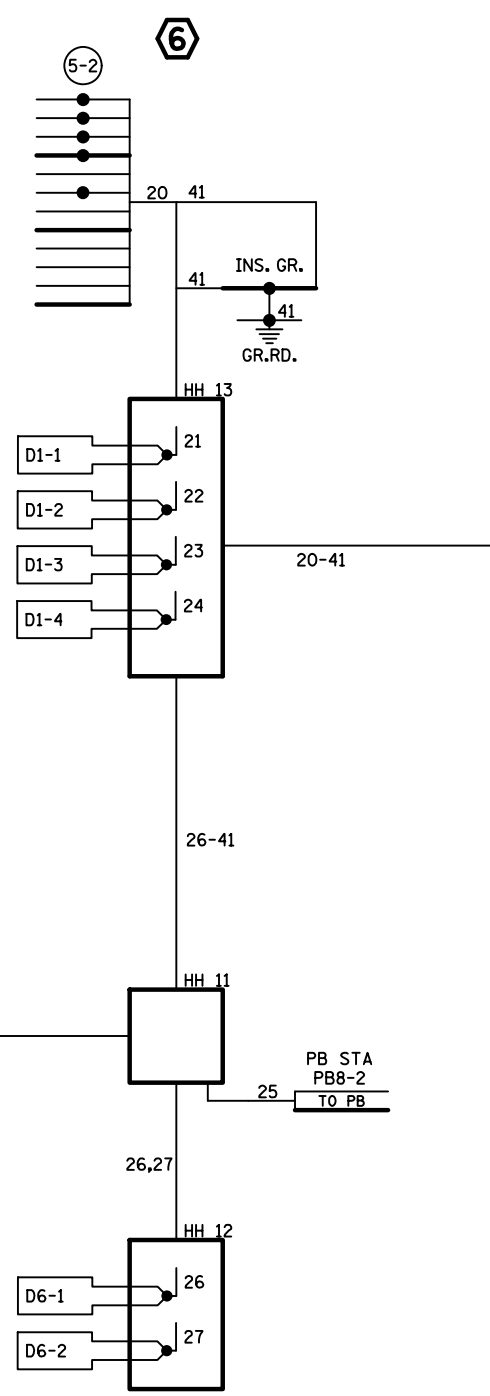 6
5-2
20 41
INS. GR.
41
41
GR.RD.
HH 13
21
D1-1
22
D1-2
23
D1-3
24
D1-4
20-41
26-41
HH 11
PB STA
PB8-2
25
TO PB
26,27
HH 12
26
D6-1
27
D6-2